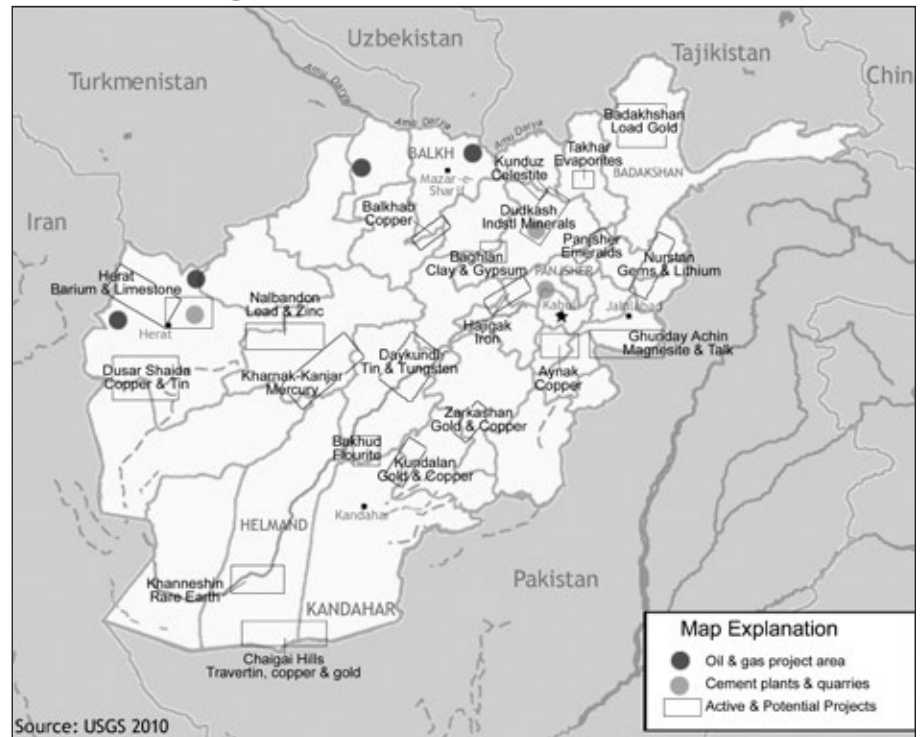 Uzbekistan
Tajikistan
Turkmenistan
Chin
Amu Darya
Amu Darya
Amu Darya
Badakhshan
Load Gold
BALKH
Takhar
Evaporites
BADAKSHAN
Kunduz
Celestite
Mazar-e-
Sharif
Balkhab
Copper
Dudkash
Indstl Minerals
Iran
Panjsher
Emeralds
Baghlan
Clay & Gypsum
PANJSHER
Nurstan
Gems & Lithium
Herat
Barium & Limestone
Nalbandon
Lead & Zinc
Kabul
Jalalabad
Herat
Hajigak
Iron
Ghunday Achin
Magnesite & Talk
Dusar Shaida
Copper & Tin
Kharnak-Kanjar
Mercury
Daykundi
Tin & Tungsten
Aynak
Copper
Zarkashan
Gold & Copper
Bakhud
Flourite
Kundalan
Gold & Copper
Kandahar
HELMAND
Pakistan
Khanneshin
Rare Earth
KANDAHAR
Chaigai Hills
Travertin, copper & gold
Map Explanation
Oil & gas project area
Cement plants & quarries
Active & Potential Projects
Source: USGS 2010